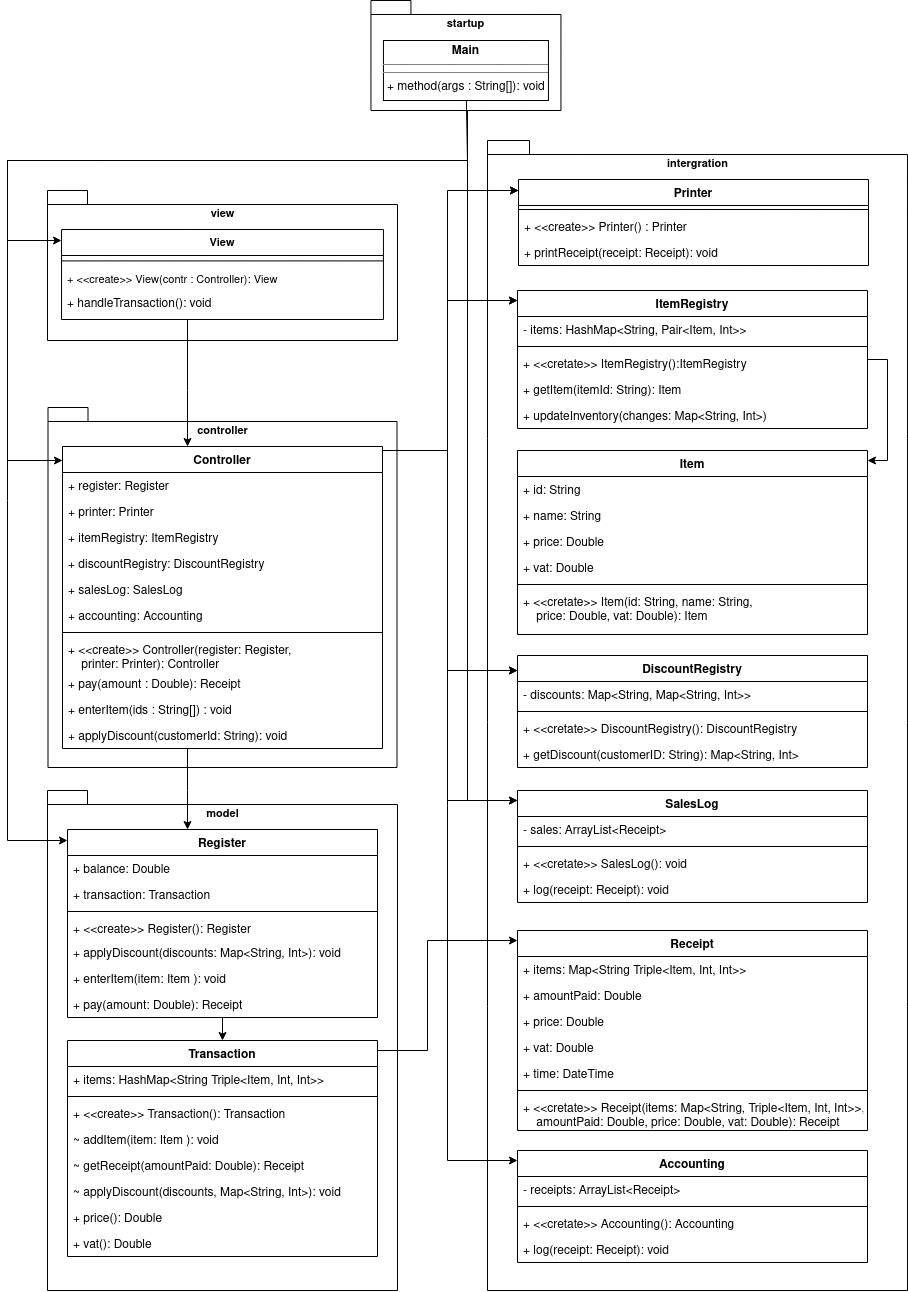 startup
Main
+ method(args : String[]): void
intergration
Printer
+ <<create>> Printer() : Printer
+ printReceipt(receipt: Receipt): void
view
View
+ <<create>> View(contr : Controller): View
+ handleTransaction(): void
ItemRegistry
- items: HashMap<String, Pair<Item, Int>>
+ <<cretate>> ItemRegistry():ItemRegistry
+ getItem(itemId: String): Item
+ updateInventory(changes: Map<String, Int>)
controller
Controller
+ register: Register
+ printer: Printer
+ itemRegistry: ItemRegistry
+ discountRegistry: DiscountRegistry
+ salesLog: SalesLog
+ accounting: Accounting
+ <<create>> Controller(register: Register,
printer: Printer): Controller
+ pay(amount : Double): Receipt
+ enterItem(ids : String[]) : void
+ applyDiscount(customerId: String): void
Item
+ id: String
+ name: String
+ price: Double
+ vat: Double
+ <<cretate>> Item(id: String, name: String,
price: Double, vat: Double): Item
DiscountRegistry
- discounts: Map<String, Map<String, Int>>
+ <<cretate>> DiscountRegistry(): DiscountRegistry
+ getDiscount(customerID: String): Map<String, Int>
model
Register
+ balance: Double
+ transaction: Transaction
+ <<create>> Register(): Register
+ applyDiscount(discounts: Map<String, Int>): void
+ enterItem(item: Item ): void
+ pay(amount: Double): Receipt
SalesLog
- sales: ArrayList<Receipt>
+ <<cretate>> SalesLog(): void
+ log(receipt: Receipt): void
Transaction
+ items: HashMap<String Triple<Item, Int, Int>>
+ <<create>> Transaction(): Transaction
~ addItem(item: Item ): void
~ getReceipt(amountPaid: Double): Receipt
~ applyDiscount(discounts, Map<String, Int>): void
+ price(): Double
+ vat(): Double
Receipt
+ items: Map<String Triple<Item, Int, Int>>
+ amountPaid: Double
+ price: Double
+ vat: Double
+ time: DateTime
+ <<cretate>> Receipt(items: Map<String, Triple<Item, Int, Int>>,
amountPaid: Double, price: Double, vat: Double): Receipt
Accounting
- receipts: ArrayList<Receipt>
+ <<cretate>> Accounting(): Accounting
+ log(receipt: Receipt): void